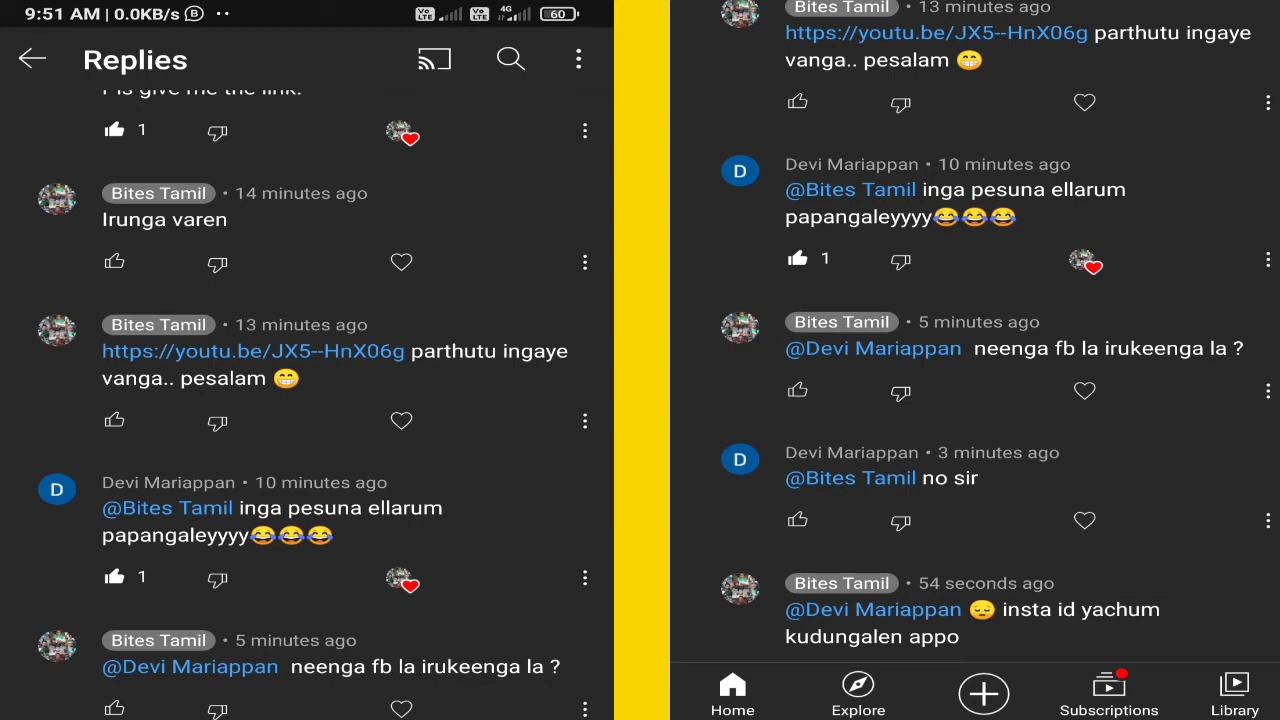 9:51 AM | 0.0KB/s
60
Replies
Pls give me the link.
1
Bites Tamil • 14 minutes ago
Irunga varen
Bites Tamil • 13 minutes ago
https://youtu.be/JX5--HnX06g parthutu ingaye
vanga.. pesalam 😁
1
D
Devi Mariappan • 10 minutes ago
@Bites Tamil inga pesuna ellarum
papangaleyyyy😂😂😂
1
Bites Tamil • 5 minutes ago
@Devi Mariappan neenga fb la irukeenga la ?
Bites Tamil • 13 minutes ago
https://youtu.be/JX5--HnX06g parthutu ingaye
vanga.. pesalam 😁
D
Devi Mariappan • 10 minutes ago
@Bites Tamil inga pesuna ellarum
papangaleyyyy😂😂😂
1
Bites Tamil • 5 minutes ago
@Devi Mariappan neenga fb la irukeenga la ?
D
Devi Mariappan • 3 minutes ago
@Bites Tamil no sir
Bites Tamil • 54 seconds ago
@Devi Mariappan 😔 insta id yachum
kudungalen appo
Home Explore Subscriptions Library